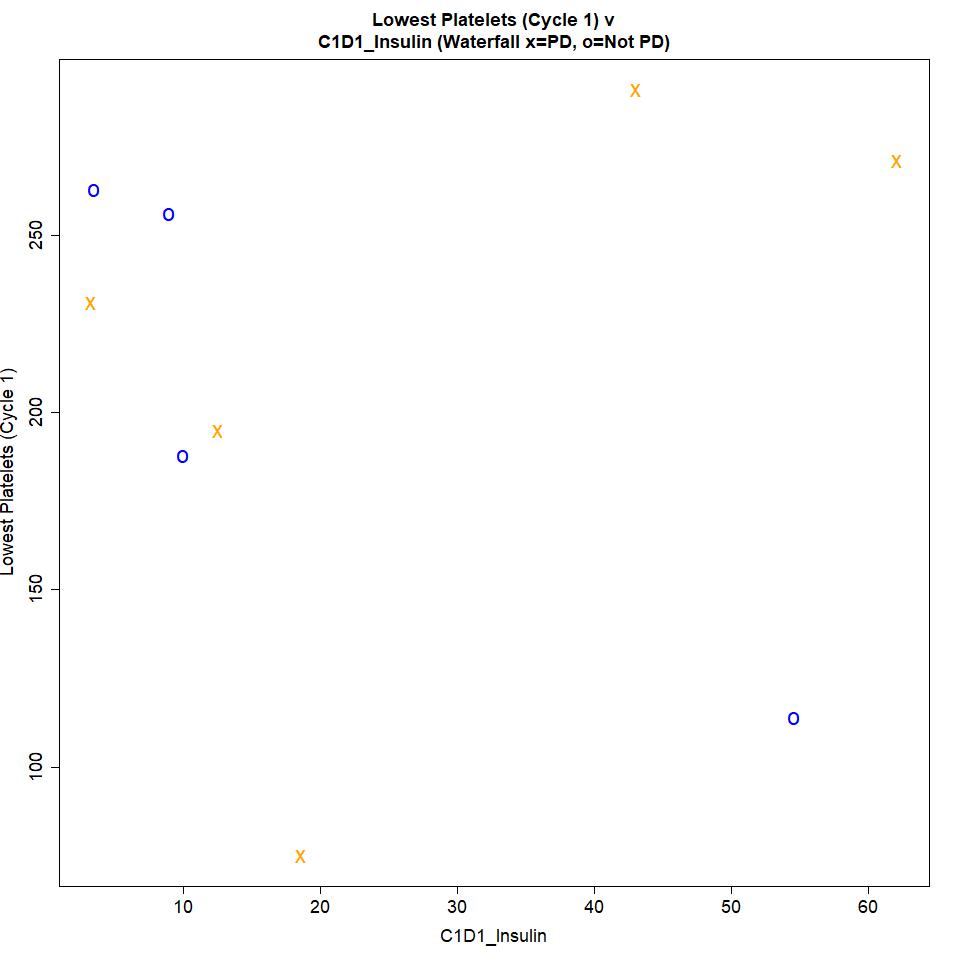 Lowest Platelets (Cycle 1) v
C1D1_Insulin (Waterfall x=PD, o=Not PD)
Lowest Platelets (Cycle 1)
250
200
150
100
X
X
O
O
X
X
O
O
X
10
20
30
40
50
60
C1D1_Insulin